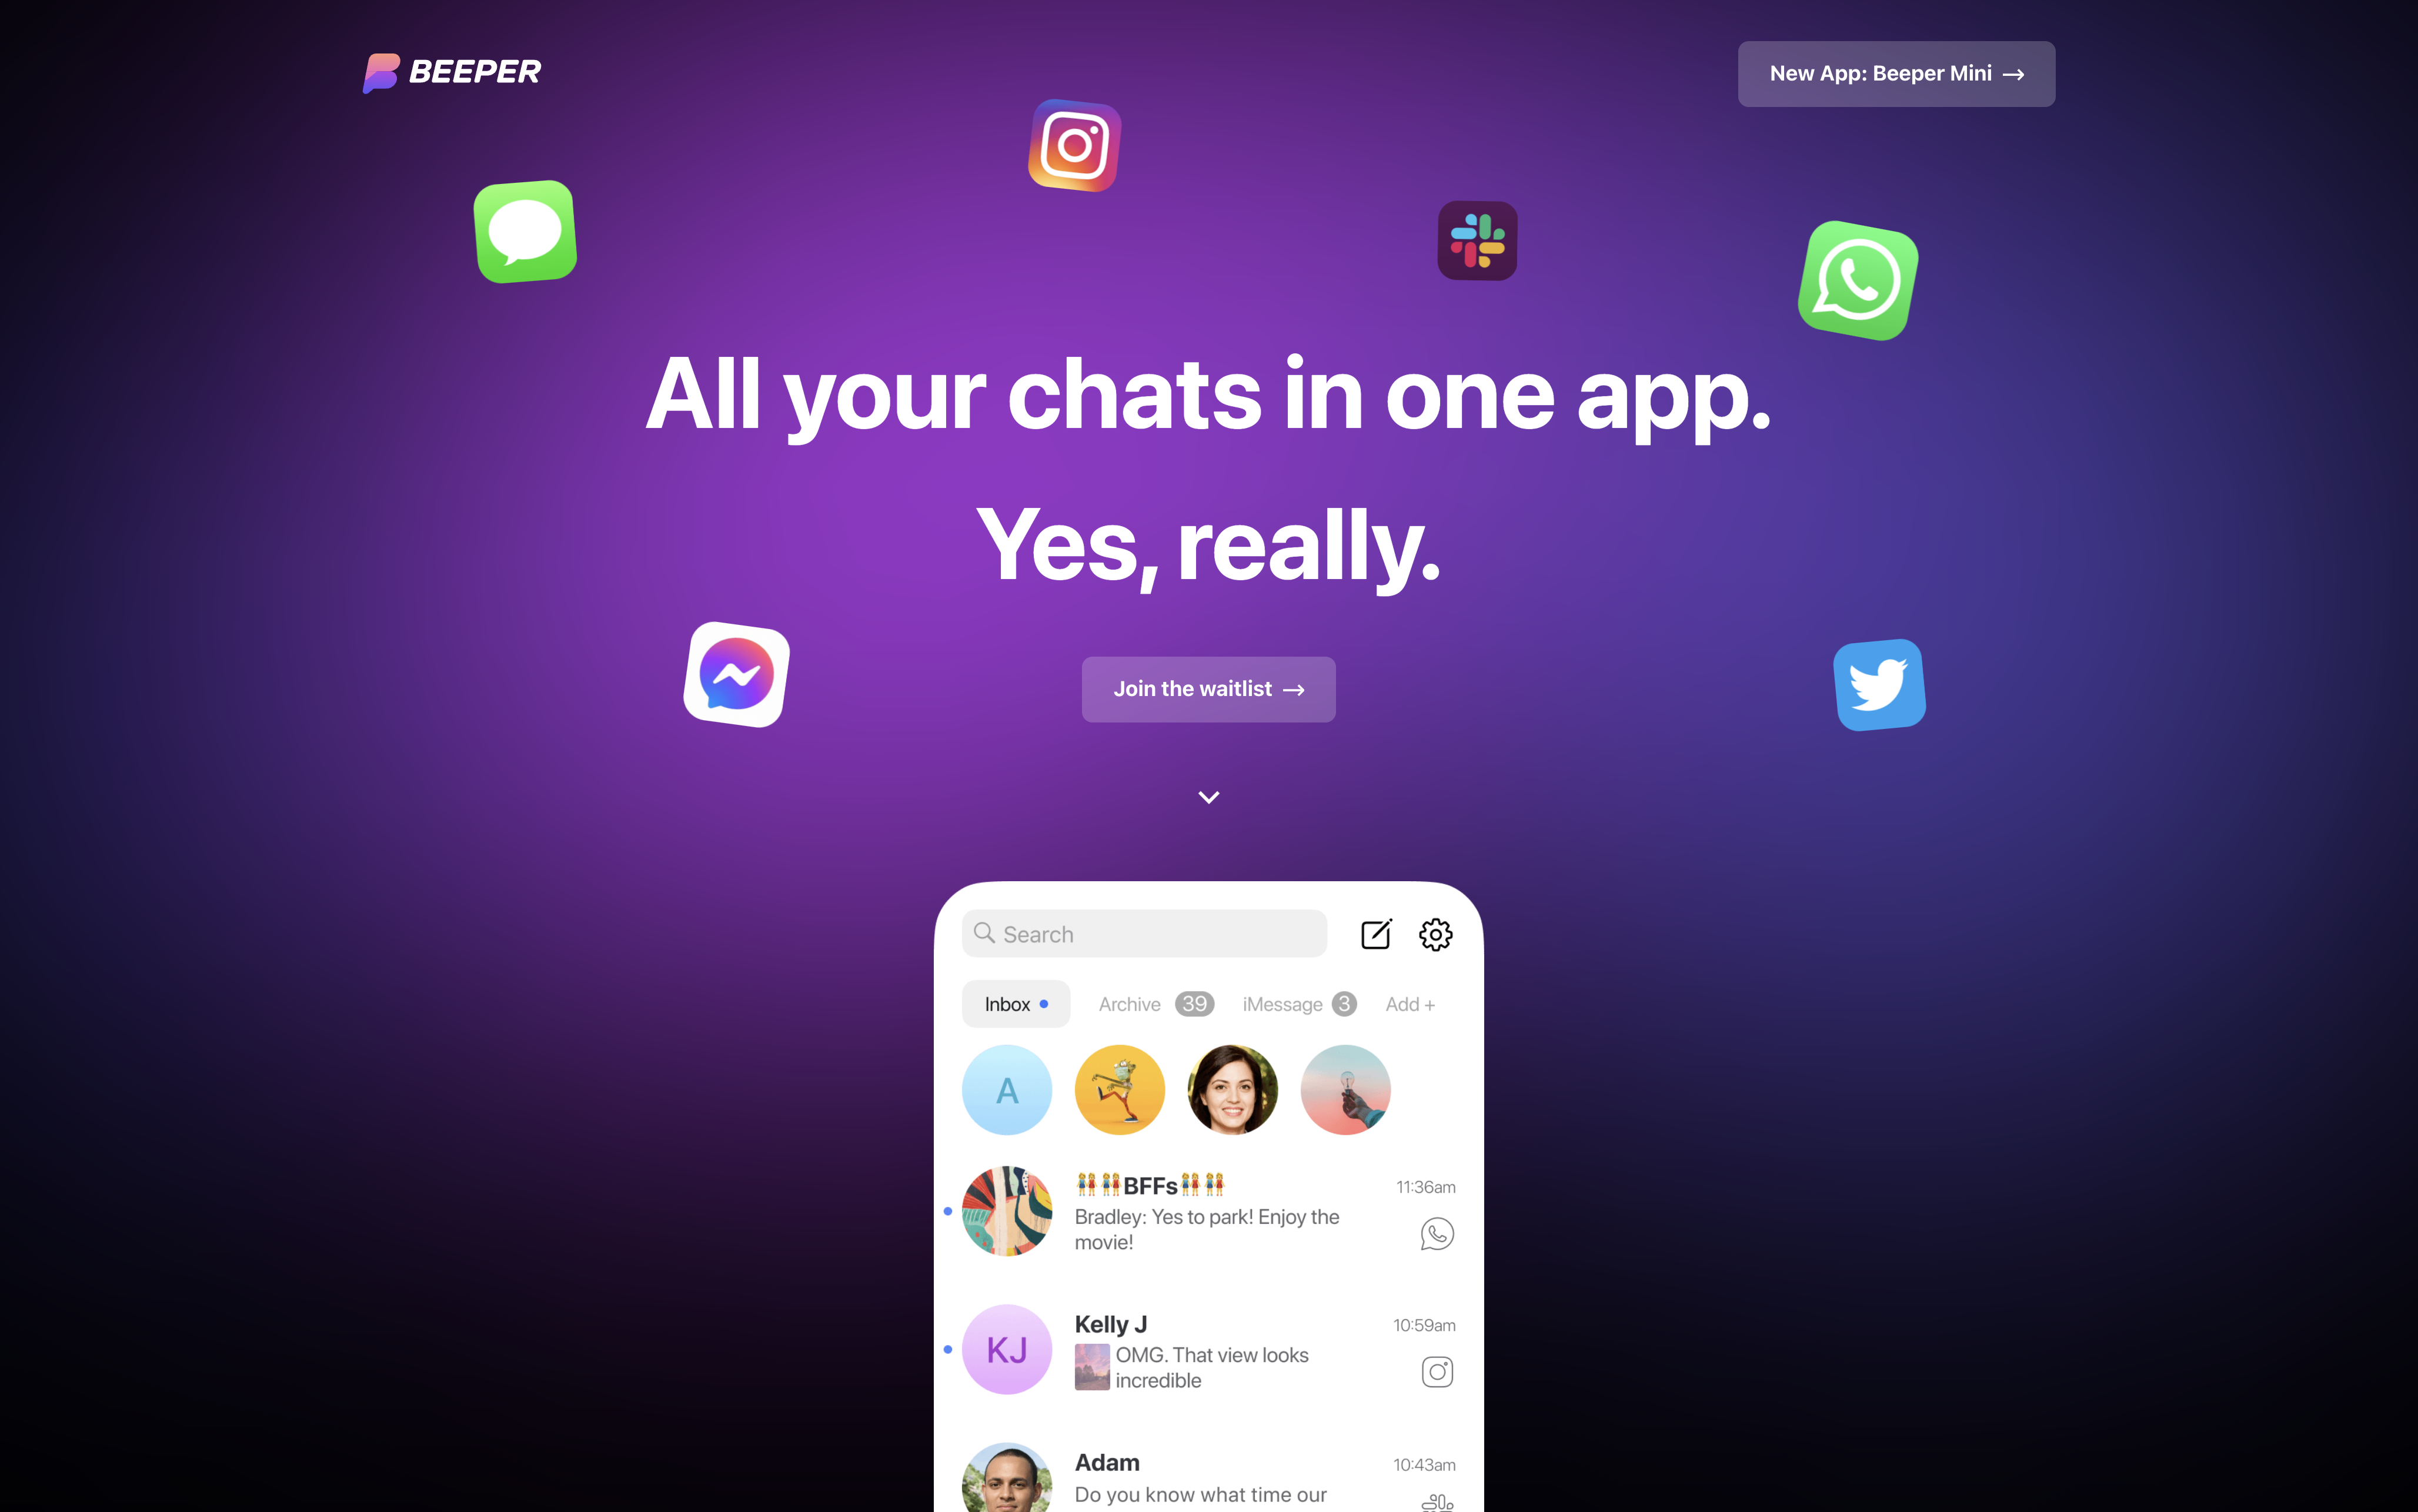 BEEPER
New App: Beeper Mini →
All your chats in one app.
Yes, really.
Join the waitlist →
Search
Inbox
Archive 39
iMessage 3
Add +
A
👭👭BFFs👭👭
11:36am
Bradley: Yes to park! Enjoy the
movie!
KJ
Kelly J
10:59am
OMG. That view looks
incredible
Adam
10:43am
Do you know what time our